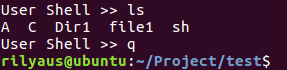 User Shell >> ls
A  C  Dir1  file1  sh
User Shell >> q
rilyaus@ubuntu:~/Project/test$